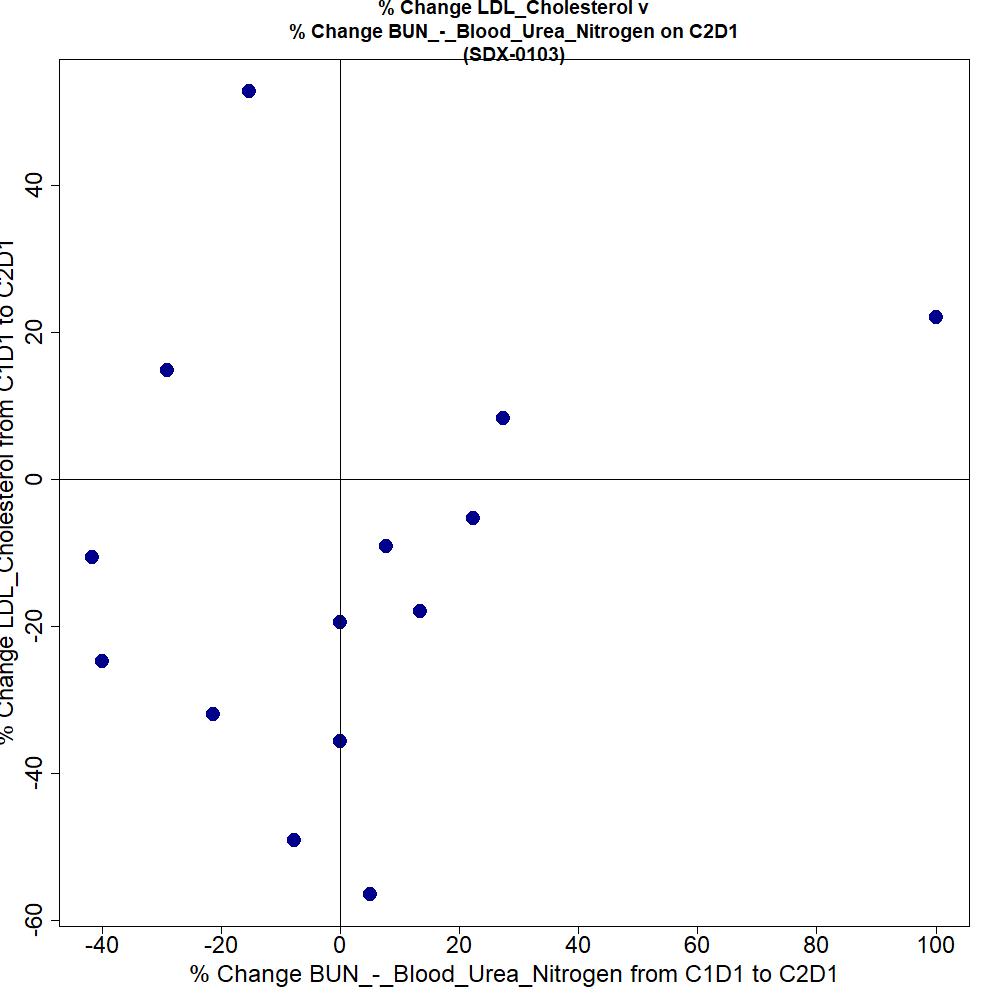 % Change LDL_Cholesterol v
% Change BUN_-_Blood_Urea_Nitrogen on C2D1
(SDX-0103)
% Change LDL_Cholesterol from C1D1 to C2D1
40
20
0
-20
-40
-60
-40 -20 0 20 40 60 80 100
% Change BUN_-_Blood_Urea_Nitrogen from C1D1 to C2D1